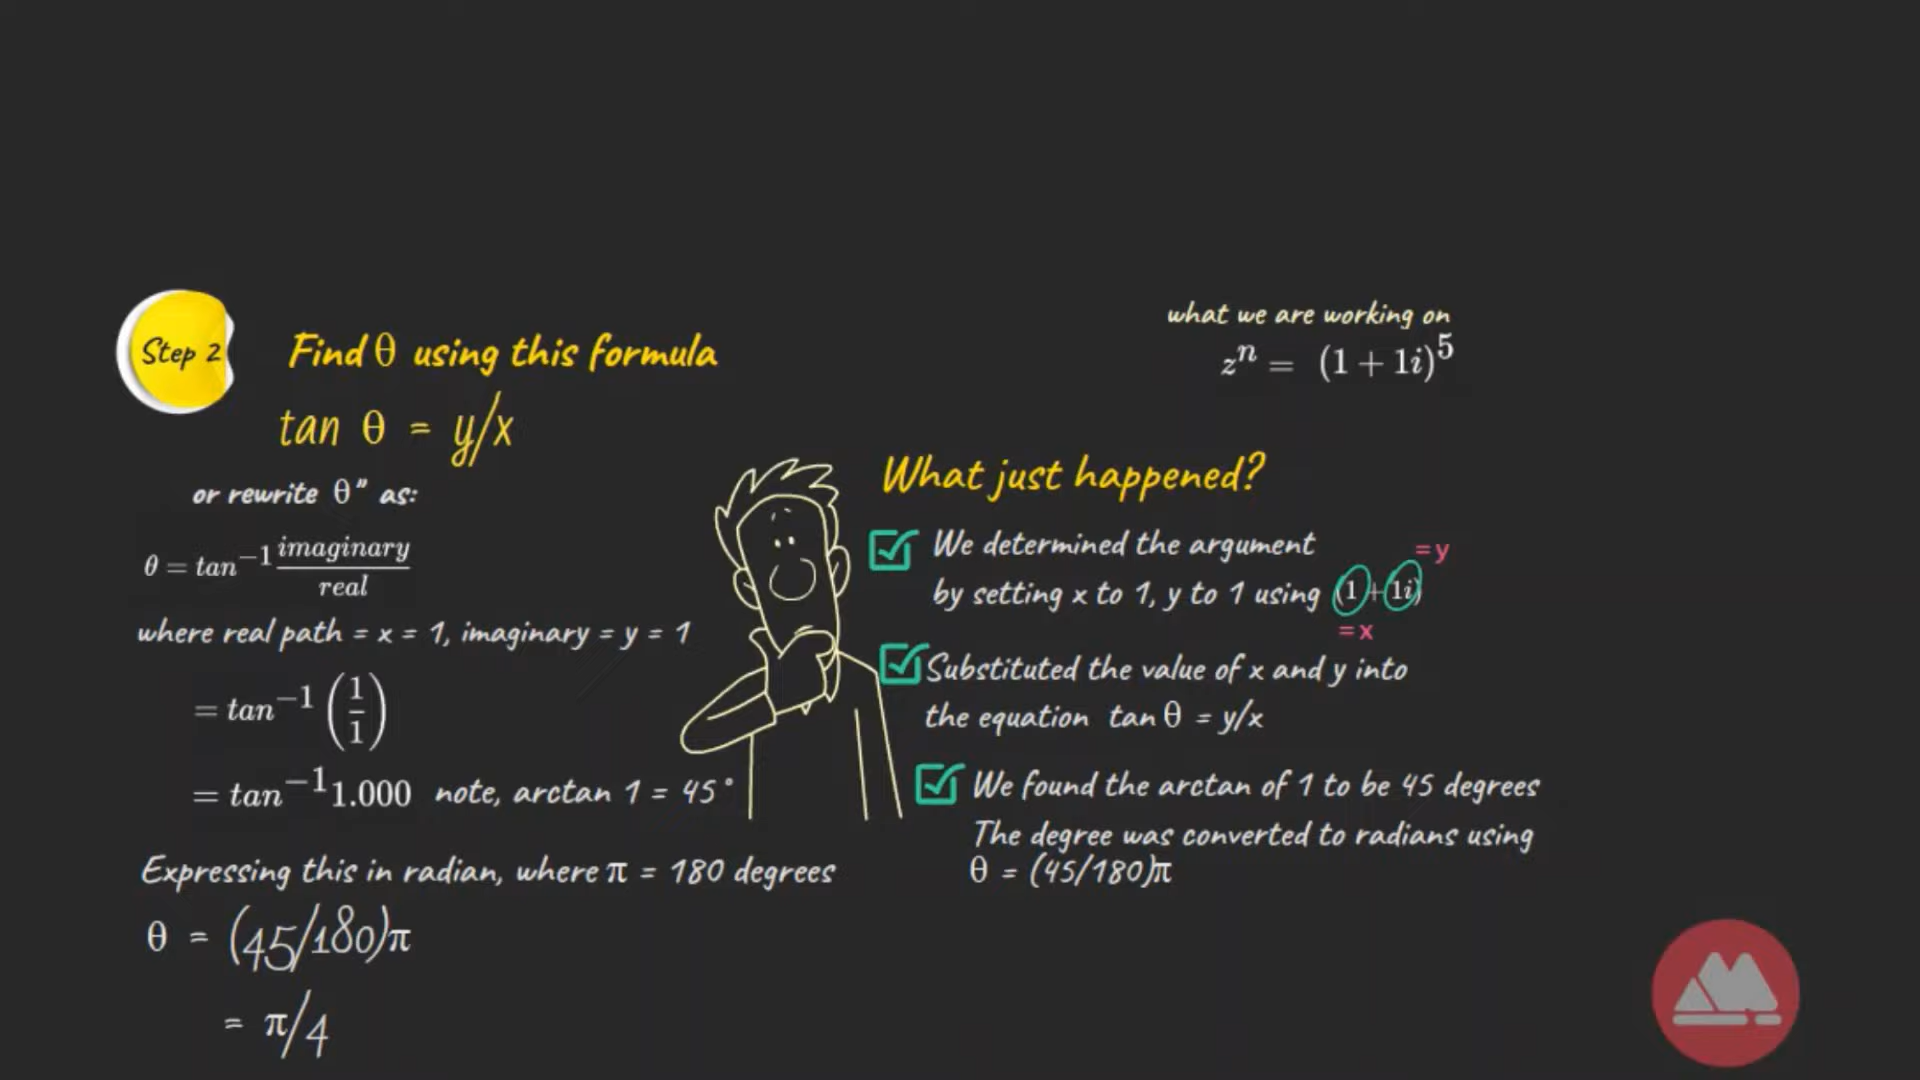 Step 2
Find θ using this formula
tan θ = y/x
or rewrite θ" as:
θ = tan⁻¹ imaginary/real
where real path = x = 1, imaginary = y = 1
= tan⁻¹ (1/1)
= tan⁻¹1.000 note, arctan 1 = 45°
Expressing this in radian, where π = 180 degrees
θ = (45/180)π
= π/4
what we are working on
zⁿ = (1 + 1i)⁵
What just happened?
We determined the argument
= y
by setting x to 1, y to 1 using (1+1i)
= x
Substituted the value of x and y into
the equation tan θ = y/x
We found the arctan of 1 to be 45 degrees
The degree was converted to radians using
θ = (45/180)π